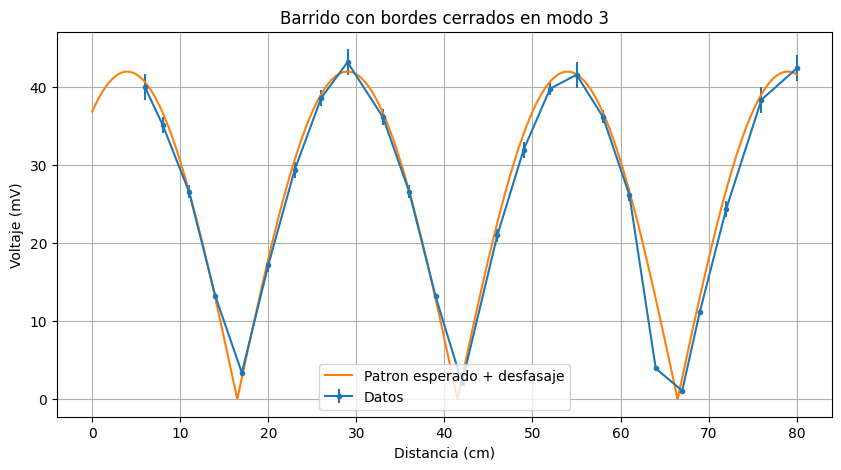 Barrido con bordes cerrados en modo 3
Voltaje (mV)
40
30
20
10
0
Patron esperado + desfasaje
Datos
0 10 20 30 40 50 60 70 80
Distancia (cm)